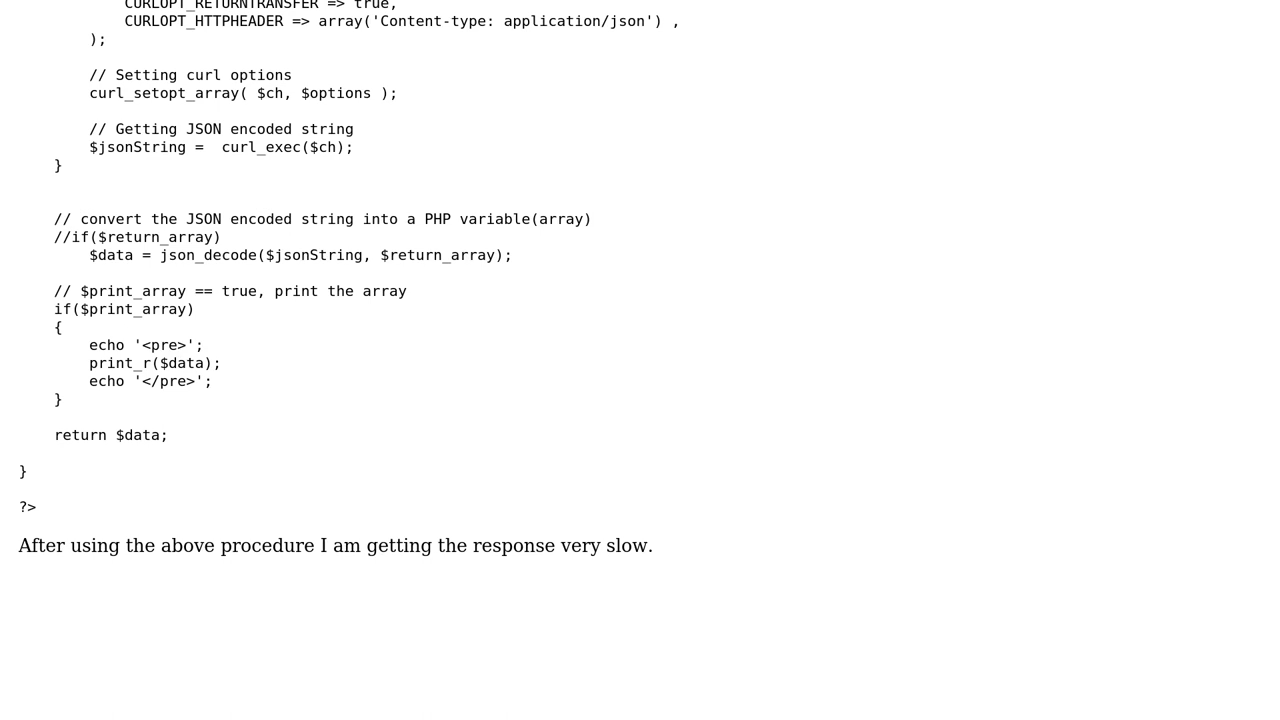 CURLOPT_RETURNTRANSFER => true,
            CURLOPT_HTTPHEADER => array('Content-type: application/json') ,
        );

        // Setting curl options
        curl_setopt_array( $ch, $options );

        // Getting JSON encoded string
        $jsonString =  curl_exec($ch);
    }


    // convert the JSON encoded string into a PHP variable(array)
    //if($return_array)
        $data = json_decode($jsonString, $return_array);

    // $print_array == true, print the array
    if($print_array)
    {
        echo '<pre>';
        print_r($data);
        echo '</pre>';
    }

    return $data;

}

?>
After using the above procedure I am getting the response very slow.